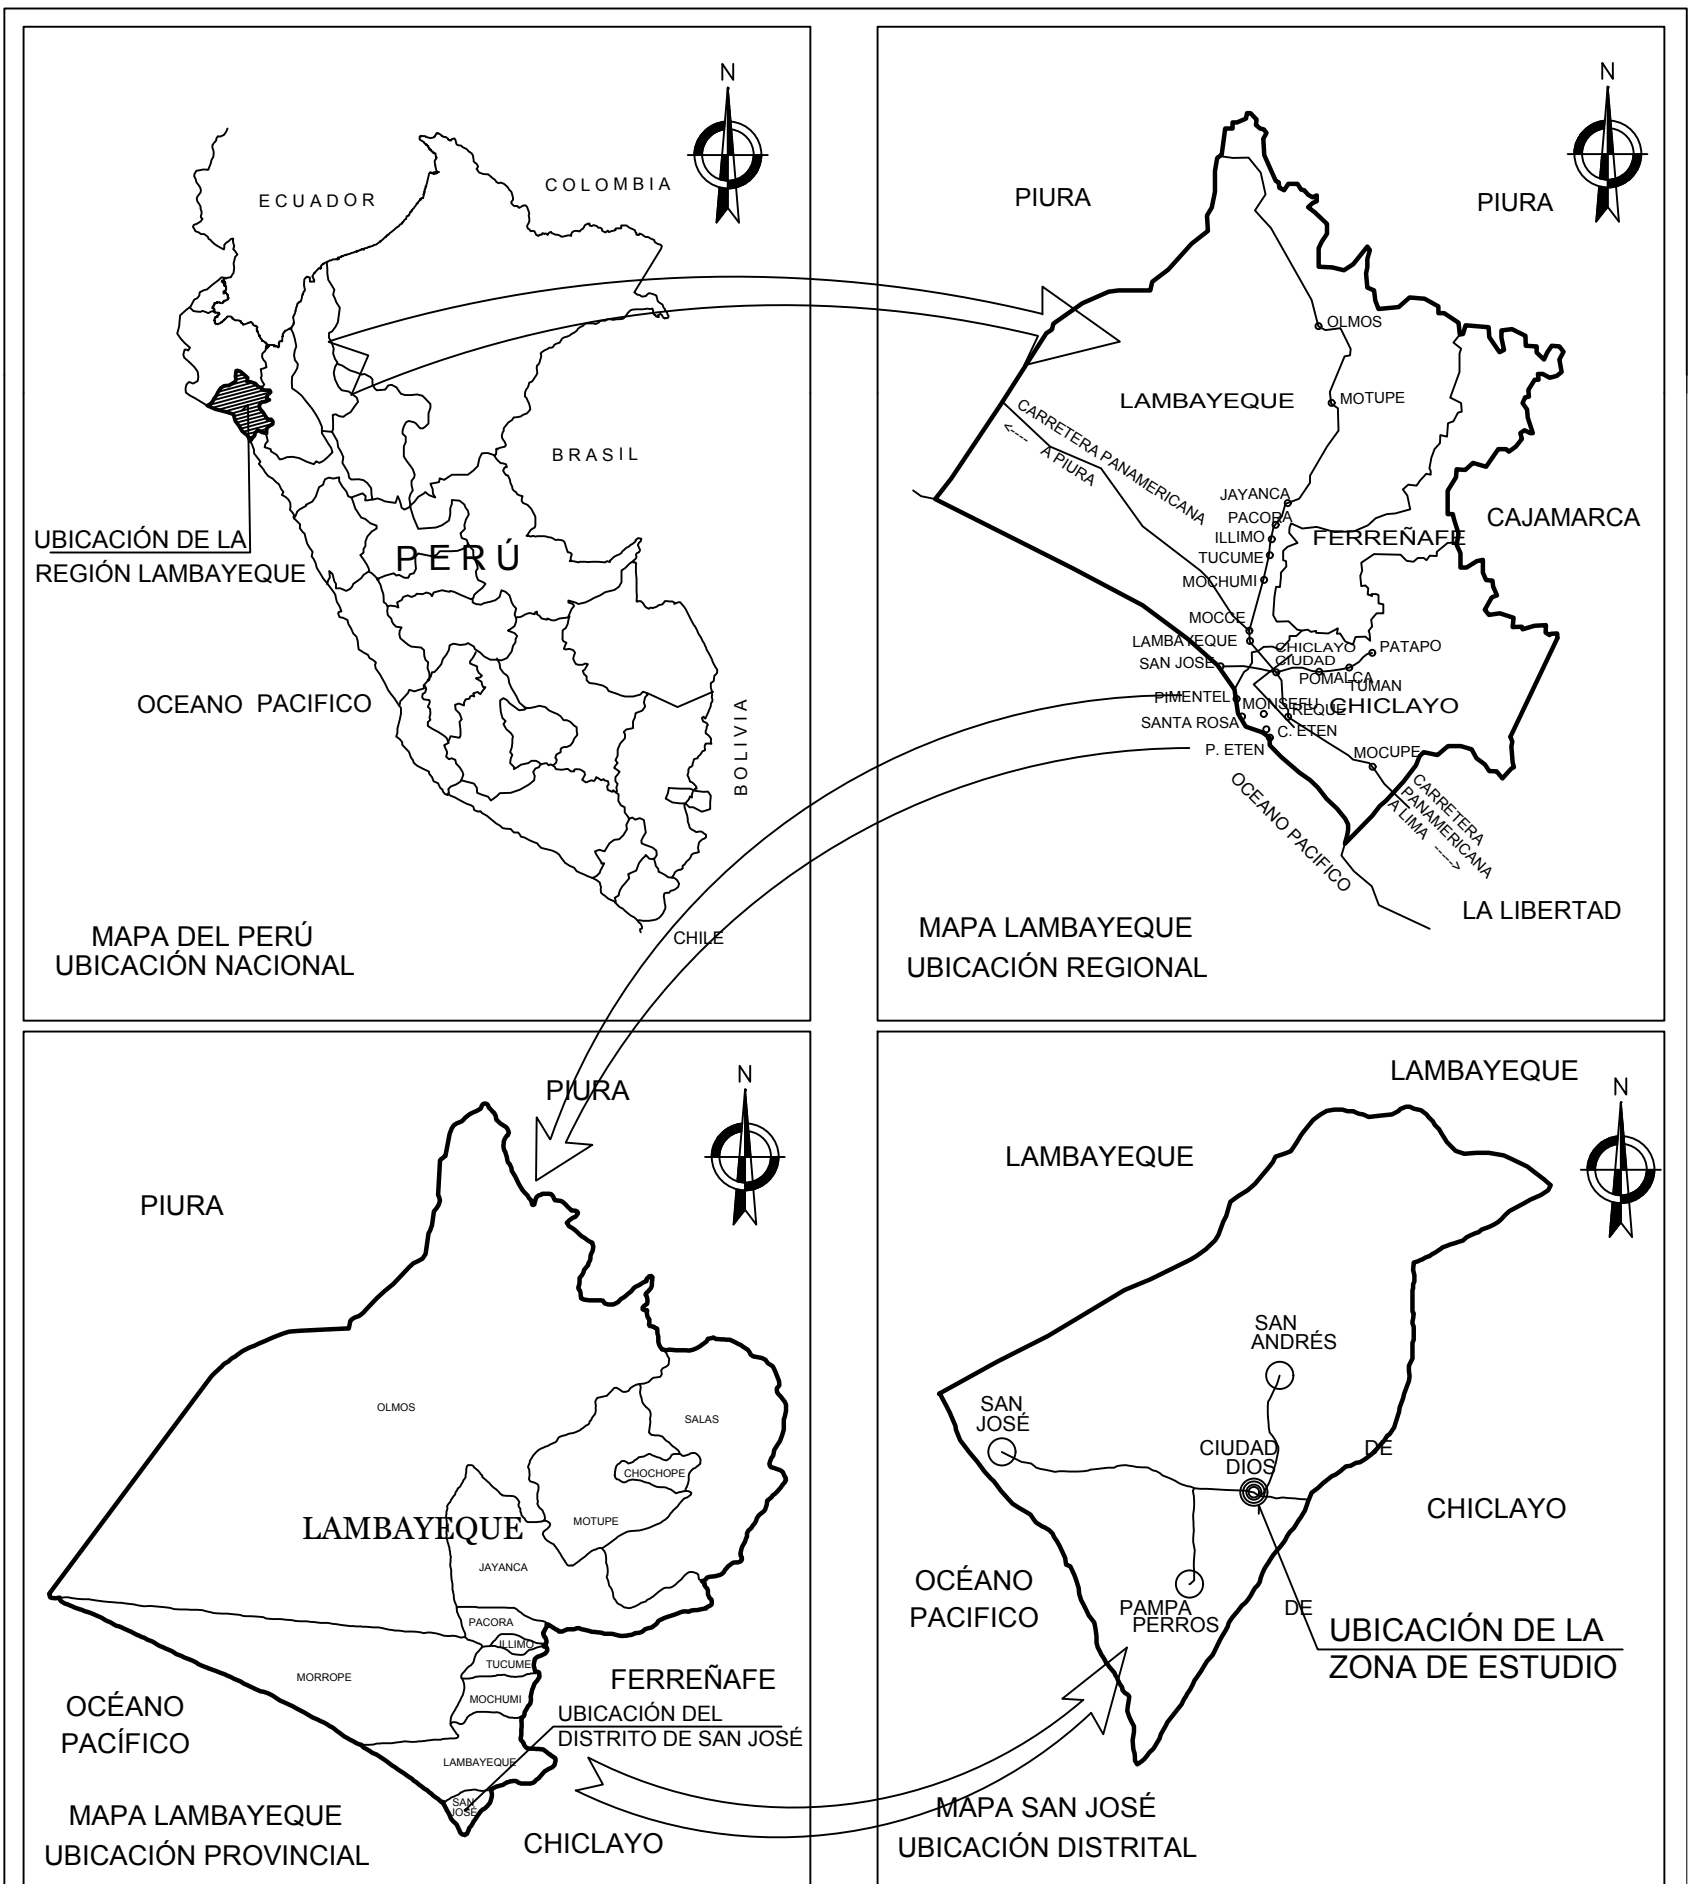 N
COLOMBIA
ECUADOR
BRASIL
UBICACIÓN DE LA
REGIÓN LAMBAYEQUE
PERÚ
OCEANO PACIFICO
BOLIVIA
CHILE
MAPA DEL PERÚ
UBICACIÓN NACIONAL
N
PIURA
PIURA
OLMOS
LAMBAYEQUE
MOTUPE
CARRETERA PANAMERICANA
<----
A PIURA
JAYANCA
PACORA
ILLIMO
FERREÑAFE
CAJAMARCA
TUCUME
MOCHUMI
MOCCE
LAMBAYEQUE
CHICLAYO
CIUDAD
PATAPO
SAN JOSE
POMALCA
TUMAN
PIMENTEL
MONSEFU
REQUE
CHICLAYO
SANTA ROSA
C. ETEN
P. ETEN
MOCUPE
OCEANO PACIFICO
CARRETERA
PANAMERICANA
A LIMA ---->
LA LIBERTAD
MAPA LAMBAYEQUE
UBICACIÓN REGIONAL
PIURA
N
PIURA
OLMOS
SALAS
CHOCHOPE
LAMBAYEQUE
MOTUPE
JAYANCA
PACORA
ILLIMO
TUCUME
MORROPE
FERREÑAFE
MOCHUMI
OCÉANO
PACÍFICO
UBICACIÓN DEL
DISTRITO DE SAN JOSÉ
LAMBAYEQUE
SAN
JOSÉ
MAPA LAMBAYEQUE
UBICACIÓN PROVINCIAL
CHICLAYO
LAMBAYEQUE
N
LAMBAYEQUE
SAN
ANDRÉS
SAN
JOSÉ
CIUDAD DE
DIOS
CHICLAYO
OCÉANO
PACIFICO
PAMPA DE
PERROS
UBICACIÓN DE LA
ZONA DE ESTUDIO
MAPA SAN JOSÉ
UBICACIÓN DISTRITAL